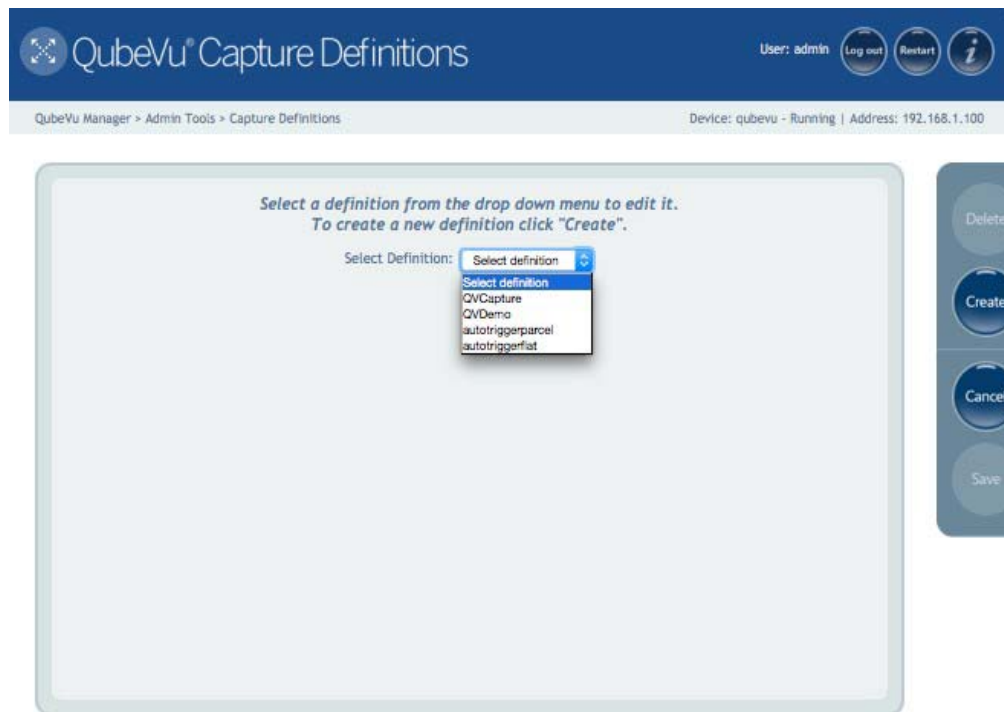 QubeVu® Capture Definitions
User: admin
Log out
Restart
i
QubeVu Manager > Admin Tools > Capture Definitions
Device: qubevu - Running | Address: 192.168.1.100
Select a definition from the drop down menu to edit it.
To create a new definition click "Create".
Select Definition: Select definition
Select definition
QVCapture
QVDemo
autotriggerparcel
autotriggerflat
Delete
Create
Cancel
Save